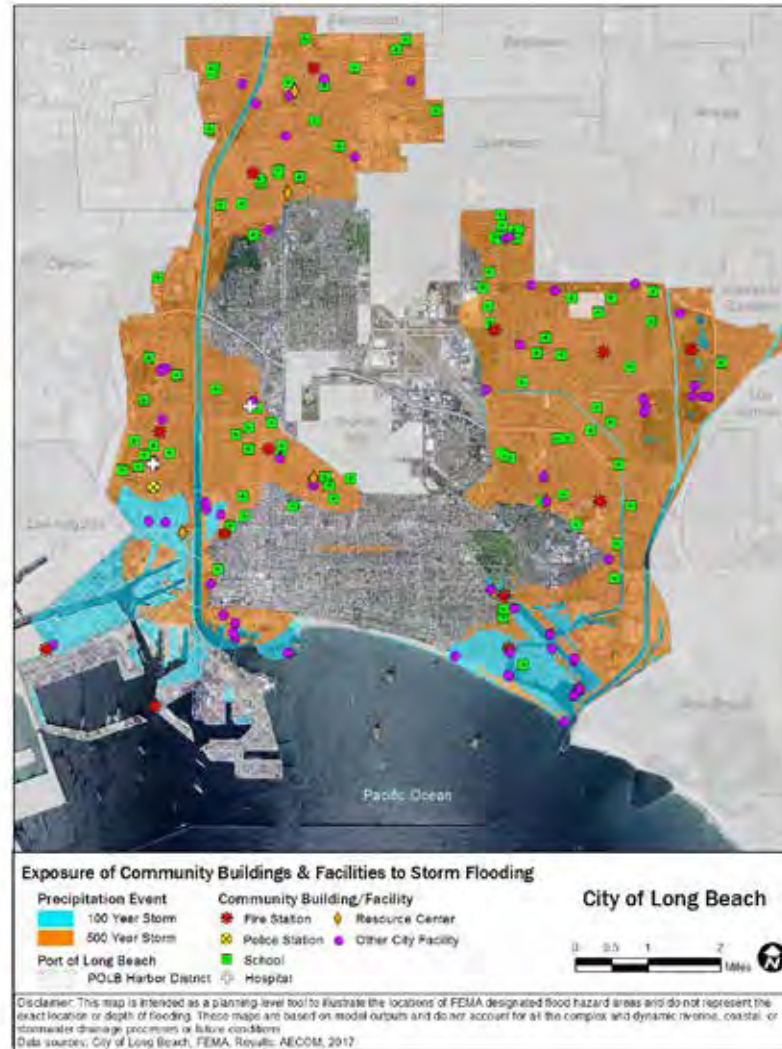 Pacific Ocean
Exposure of Community Buildings & Facilities to Storm Flooding
Precipitation Event
100 Year Storm
500 Year Storm
Port of Long Beach
POLB Harbor District
Community Building/Facility
Fire Station
Police Station
School
Hospital
Resource Center
Other City Facility
City of Long Beach
0 0.5 1 2
Miles
Disclaimer: This map is intended as a planning-level tool to illustrate the locations of FEMA designated flood hazard areas and do not represent the
exact location or depth of flooding. These maps are based on model outputs and do not account for all the complex and dynamic riverine, coastal, or
stormwater drainage processes or future conditions.
Data sources: City of Long Beach, FEMA. Results: AECOM, 2017